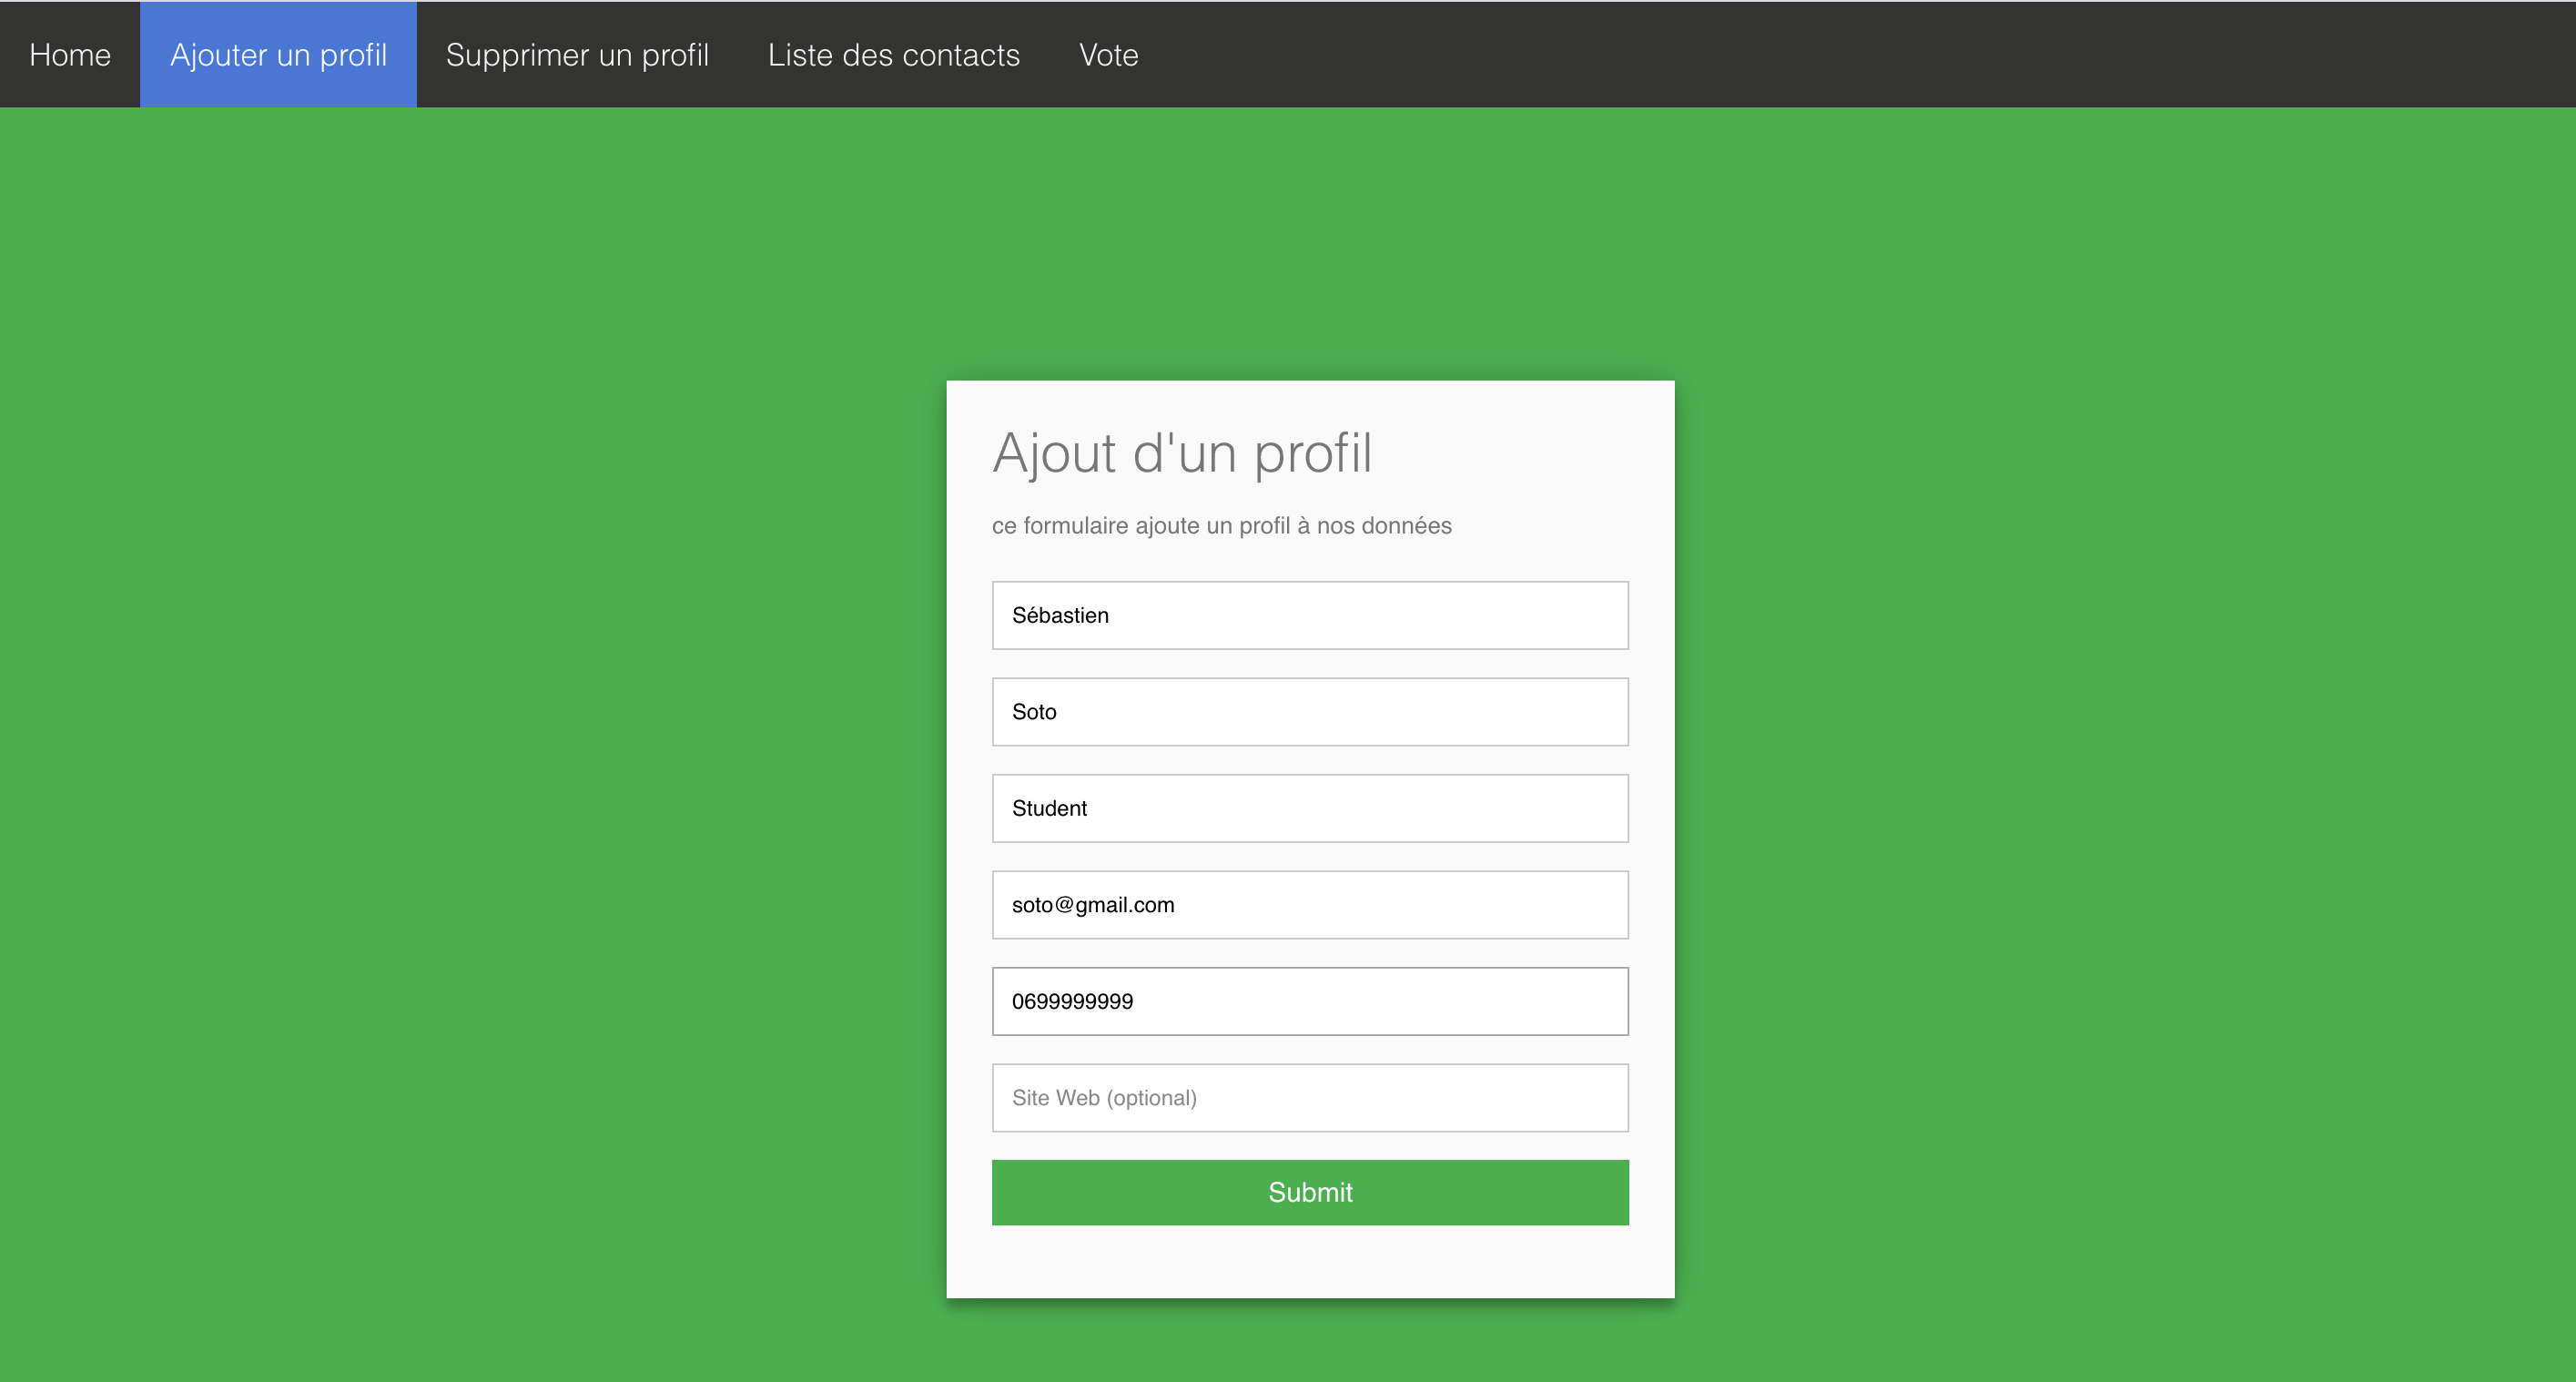 Home Ajouter un profil Supprimer un profil Liste des contacts Vote
Ajout d'un profil
ce formulaire ajoute un profil à nos données
Sébastien
Soto
Student
soto@gmail.com
0699999999
Site Web (optional)
Submit